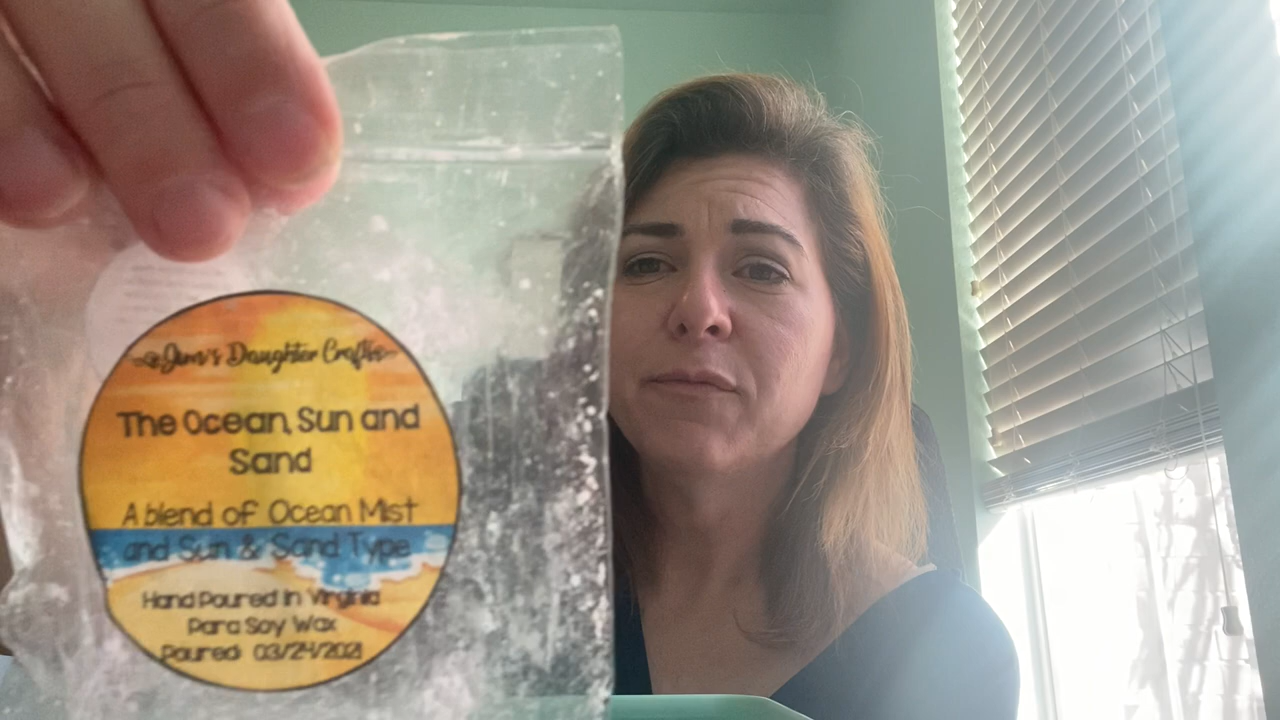 Jim's Daughter Crafts
The Ocean, Sun and
Sand
A blend of Ocean Mist
and Sun & Sand Type
Hand Poured in Virginia
Para Soy Wax
Poured: 03/24/2021